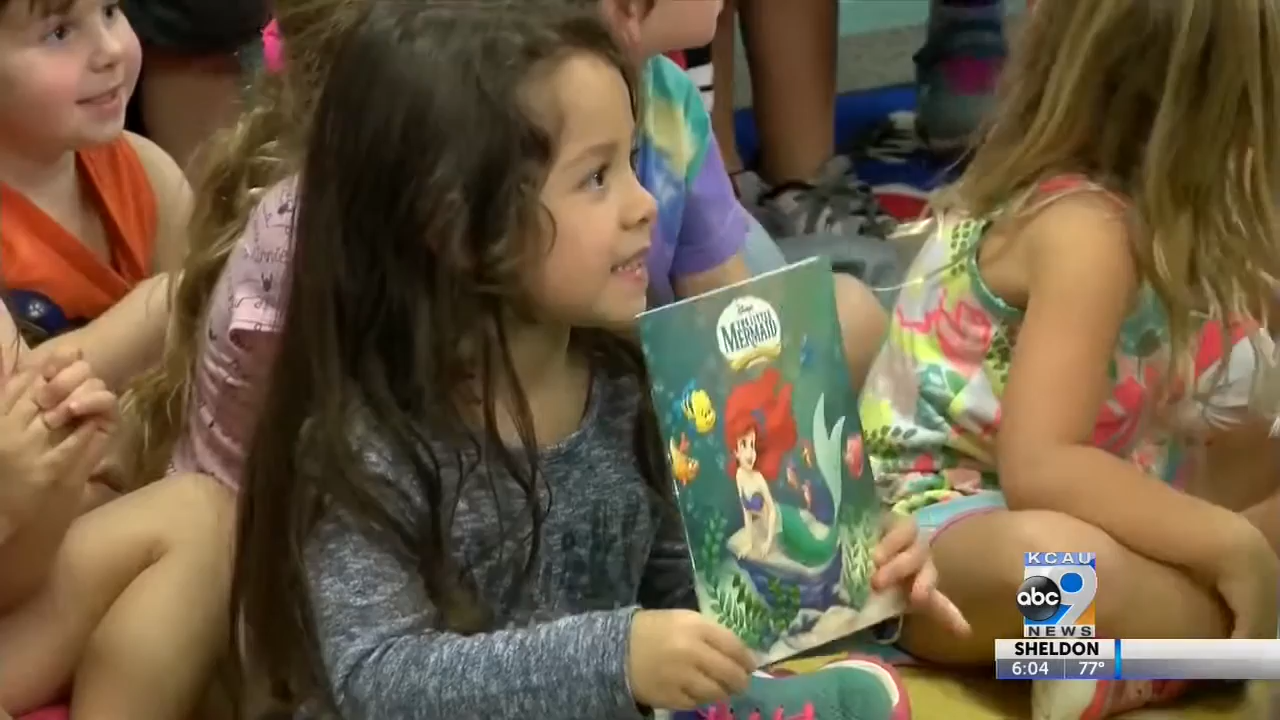 Disney's
THE LITTLE
MERMAID
KCAU
abc 9
NEWS
SHELDON
6:04 77°